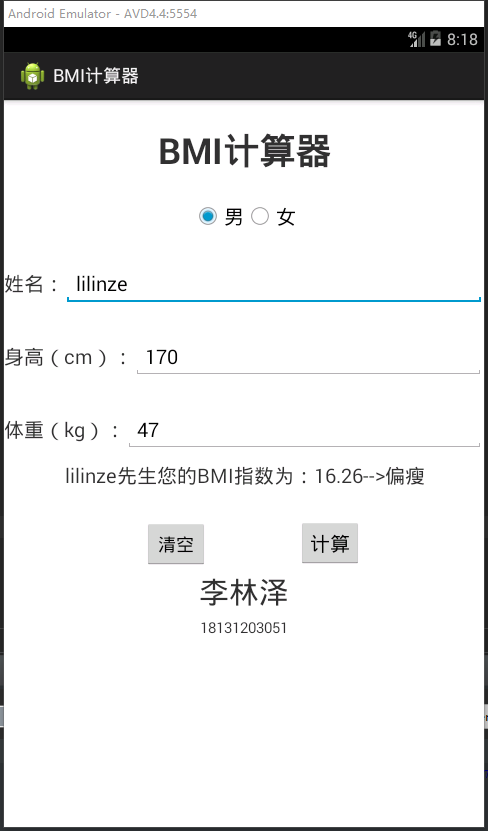 Android Emulator - AVD4.4:5554
4G 8:18
BMI计算器
BMI计算器
男 女
姓名： lilinze
身高（cm）： 170
体重（kg）： 47
lilinze先生您的BMI指数为：16.26-->偏瘦
清空 计算
李林泽
18131203051